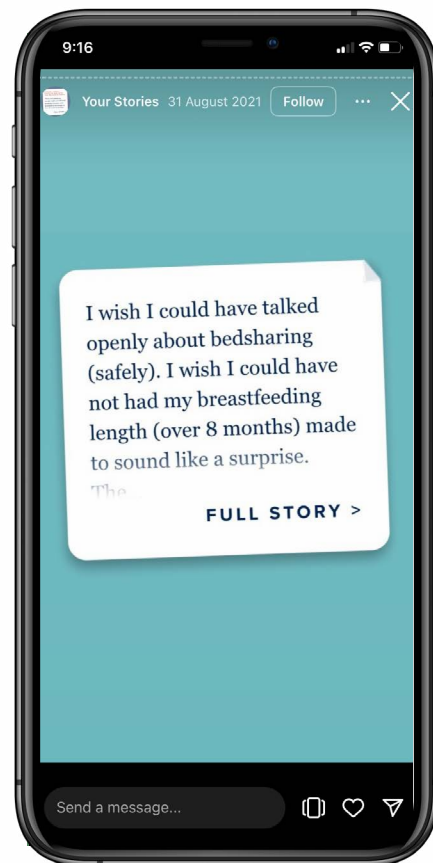 9:16
Your Stories 31 August 2021 Follow
I wish I could have talked
openly about bedsharing
(safely). I wish I could have
not had my breastfeeding
length (over 8 months) made
to sound like a surprise.
The...
FULL STORY >
Send a message...